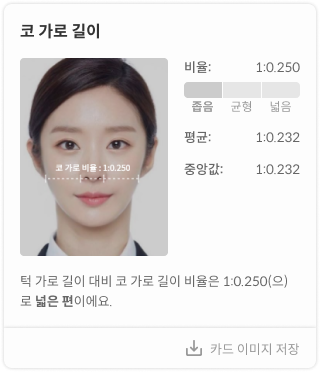 코 가로 길이
비율: 1:0.250
좁음 균형 넓음
평균: 1:0.232
중앙값: 1:0.232
코 가로 비율 : 1:0.250
턱 가로 길이 대비 코 가로 길이 비율은 1:0.250(으)
로 넓은 편이에요.
카드 이미지 저장